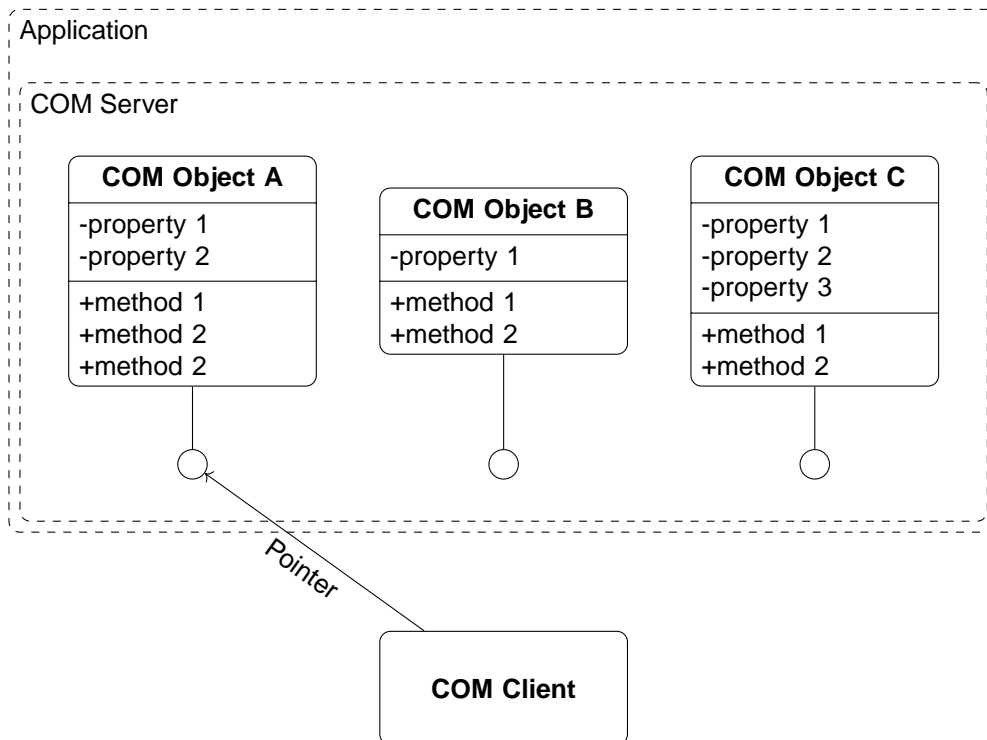 Application
COM Server
COM Object A
-property 1
-property 2
+method 1
+method 2
+method 2
COM Object B
-property 1
+method 1
+method 2
COM Object C
-property 1
-property 2
-property 3
+method 1
+method 2
Pointer
COM Client